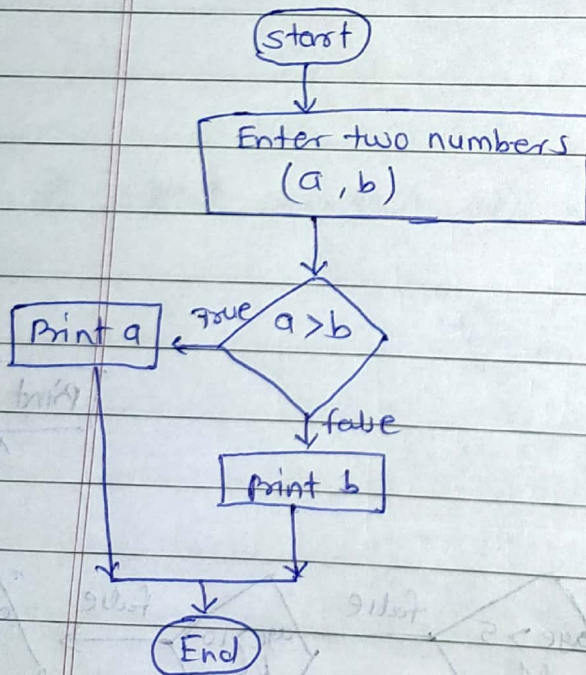 start
Enter two numbers
(a, b)
a > b
True
Print a
false
print b
End